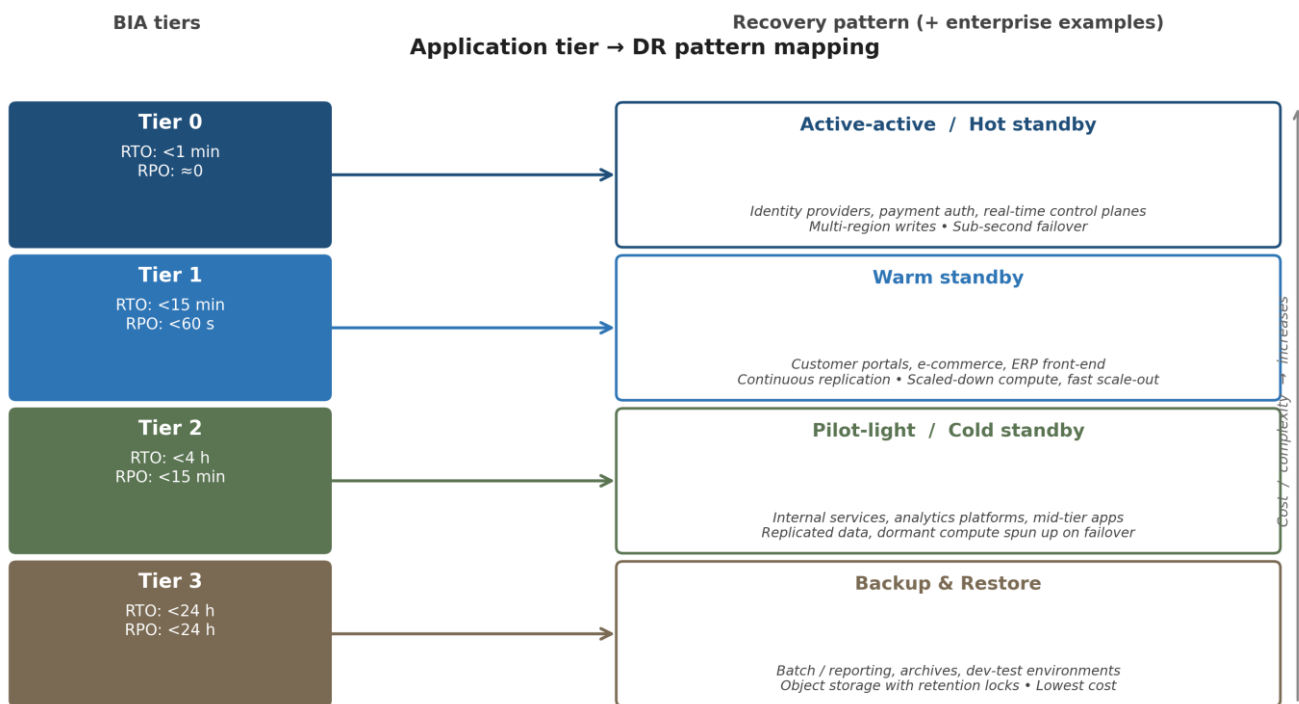 BIA tiers
Recovery pattern (+ enterprise examples)
Application tier → DR pattern mapping
Tier 0
RTO: <1 min
RPO: ≈0
Active-active / Hot standby
Identity providers, payment auth, real-time control planes
Multi-region writes • Sub-second failover
Tier 1
RTO: <15 min
RPO: <60 s
Warm standby
Customer portals, e-commerce, ERP front-end
Continuous replication • Scaled-down compute, fast scale-out
Tier 2
RTO: <4 h
RPO: <15 min
Pilot-light / Cold standby
Internal services, analytics platforms, mid-tier apps
Replicated data, dormant compute spun up on failover
Tier 3
RTO: <24 h
RPO: <24 h
Backup & Restore
Batch / reporting, archives, dev-test environments
Object storage with retention locks • Lowest cost
Cost / complexity → increases